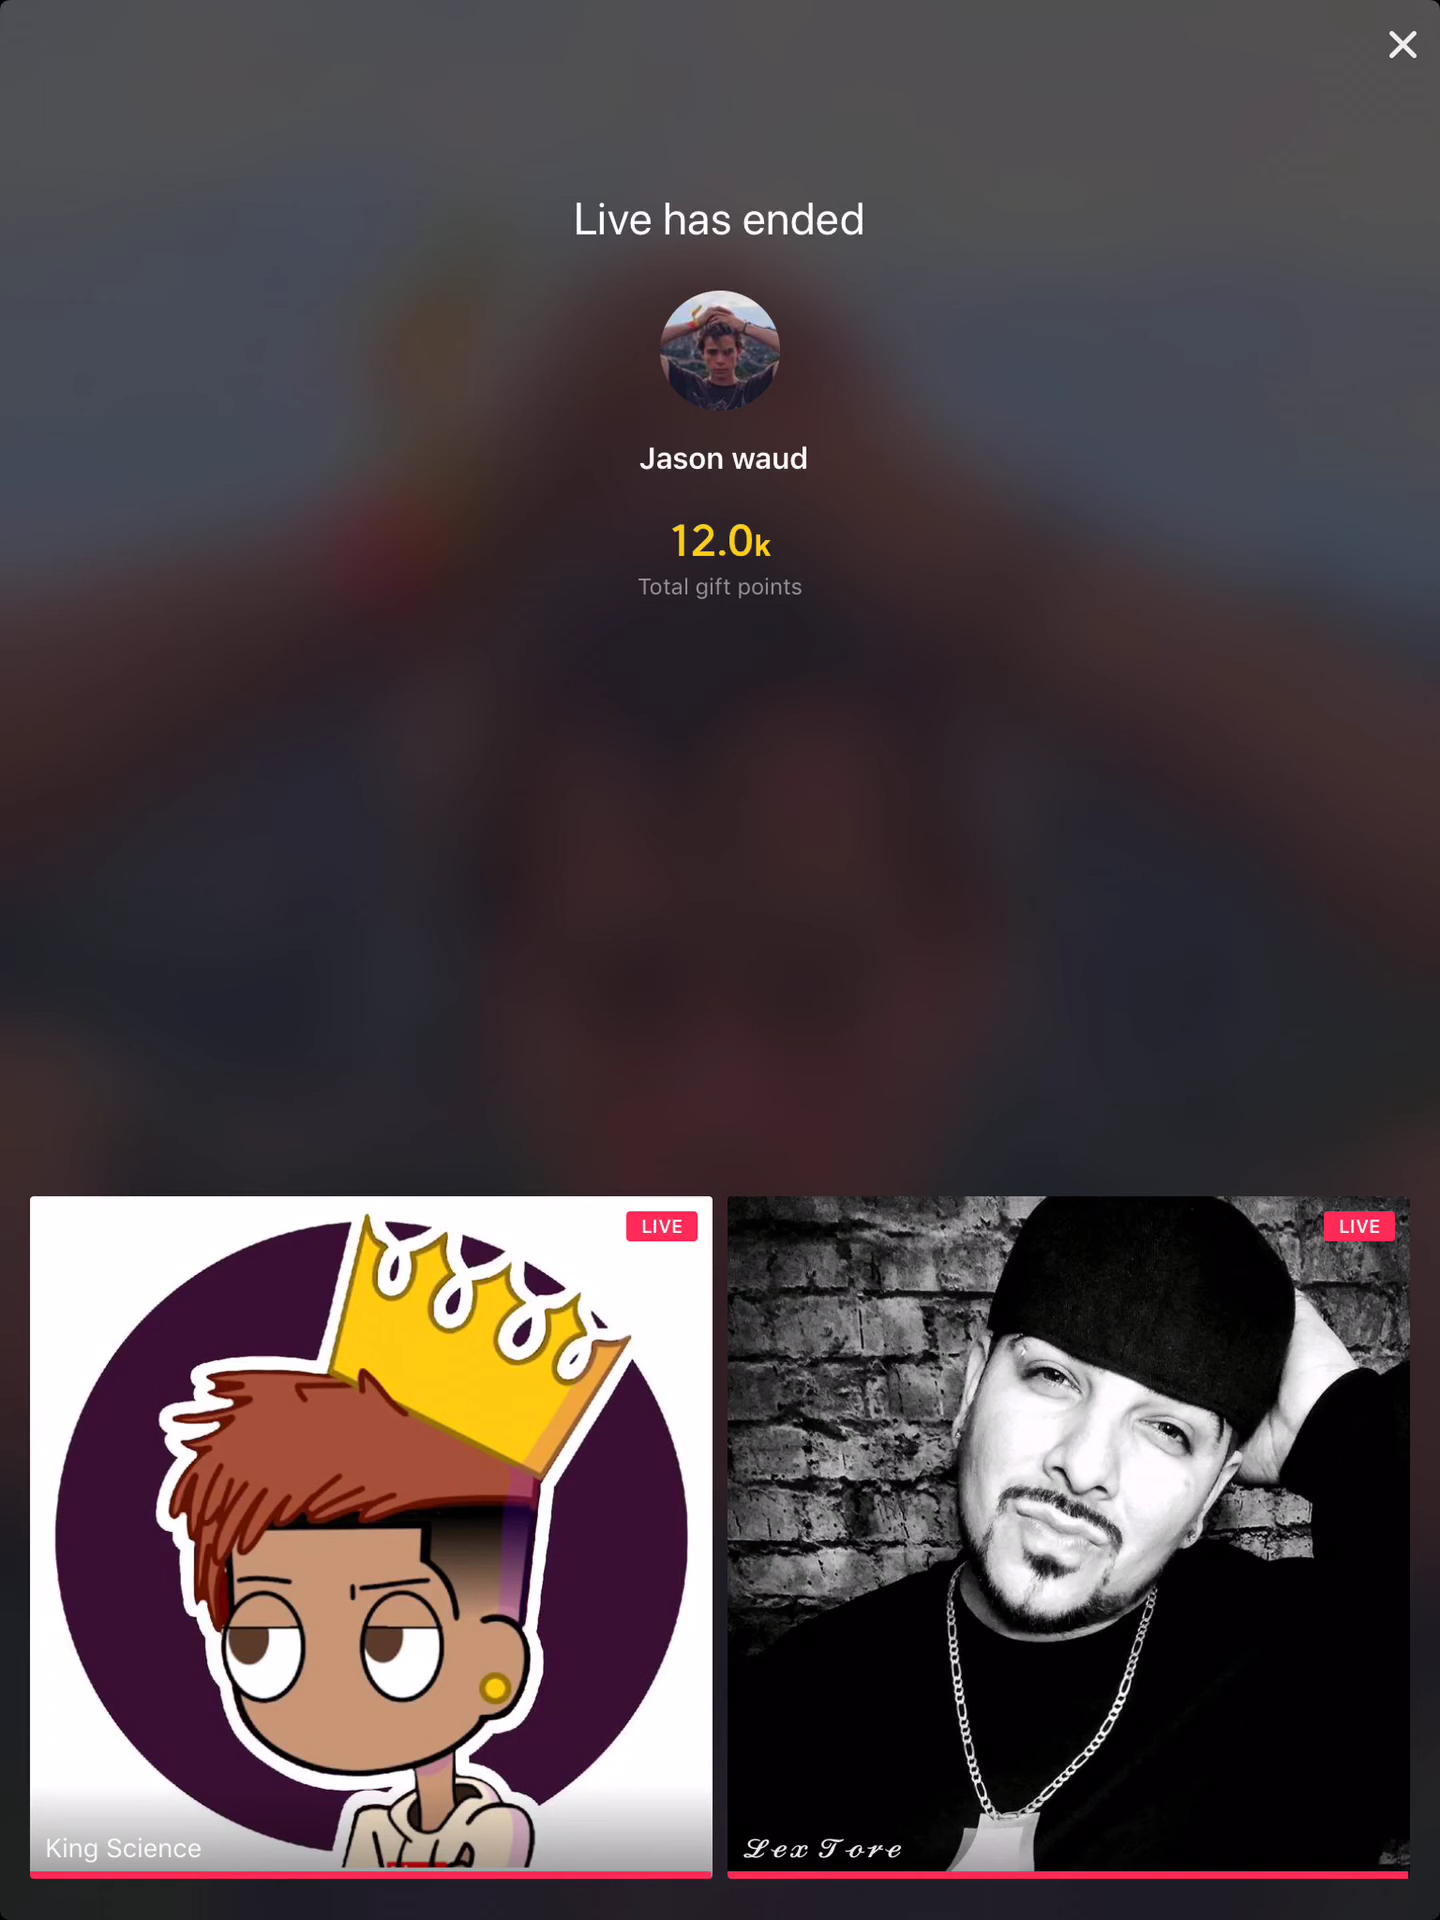 Live has ended
Jason waud
12.0k
Total gift points
LIVE
LIVE
King Science
ℒℯ𝓍 𝒯ℴ𝓇ℯ